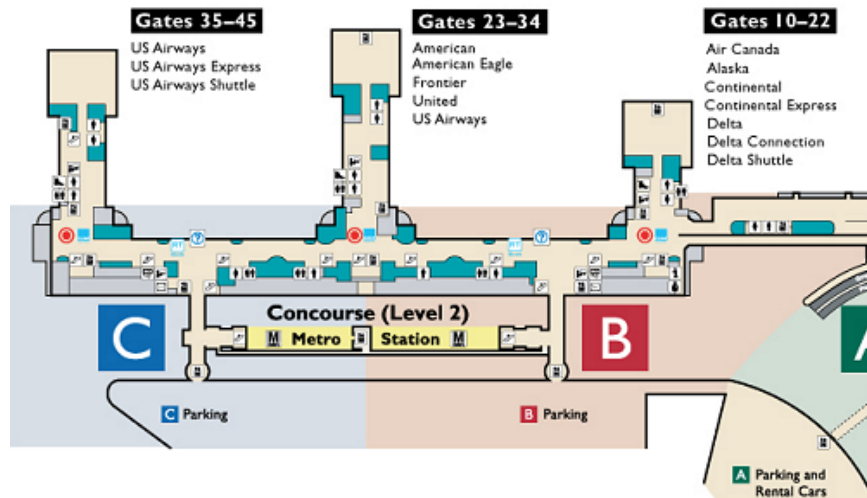 Gates 35–45
US Airways
US Airways Express
US Airways Shuttle
Gates 23–34
American
American Eagle
Frontier
United
US Airways
Gates 10–22
Air Canada
Alaska
Continental
Continental Express
Delta
Delta Connection
Delta Shuttle
RT
?
RT
?
C
Concourse (Level 2)
M Metro Station M
B
A
C Parking
B Parking
A Parking and
Rental Cars